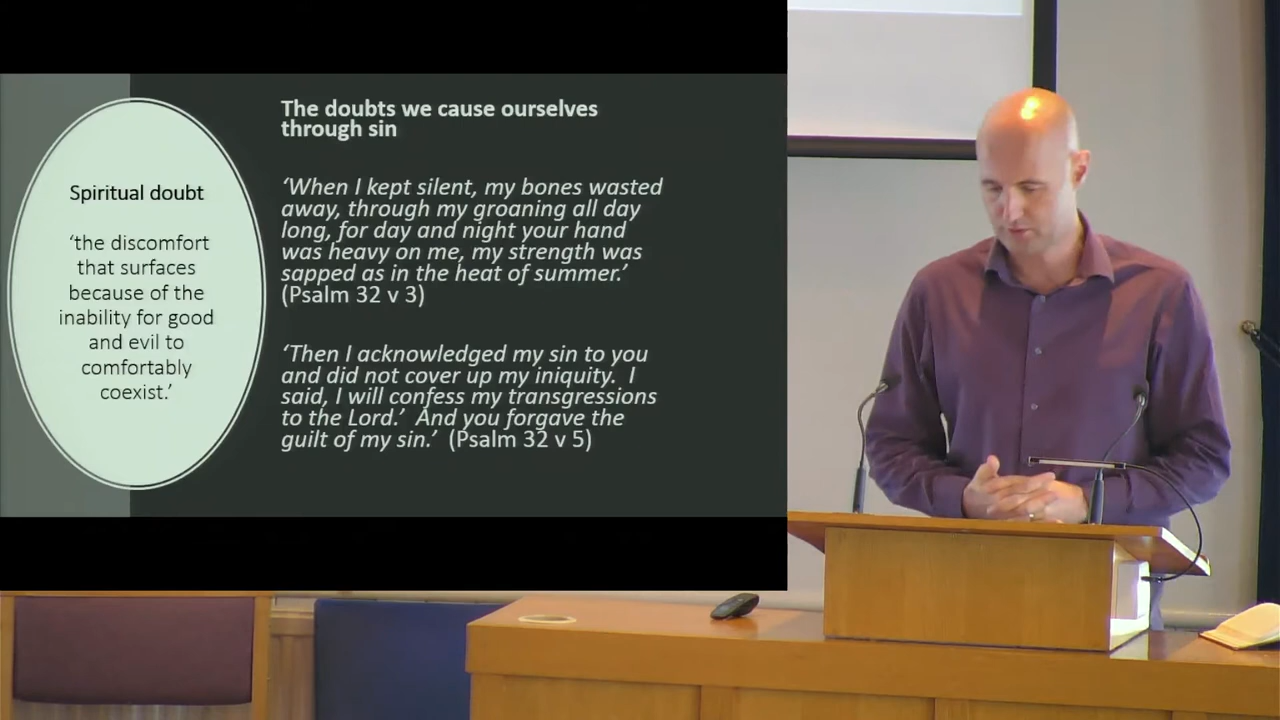 Spiritual doubt
‘the discomfort
that surfaces
because of the
inability for good
and evil to
comfortably
coexist.’
The doubts we cause ourselves
through sin
‘When I kept silent, my bones wasted
away, through my groaning all day
long, for day and night your hand
was heavy on me, my strength was
sapped as in the heat of summer.’
(Psalm 32 v 3)
‘Then I acknowledged my sin to you
and did not cover up my iniquity.  I
said, I will confess my transgressions
to the Lord.’  And you forgave the
guilt of my sin.’  (Psalm 32 v 5)